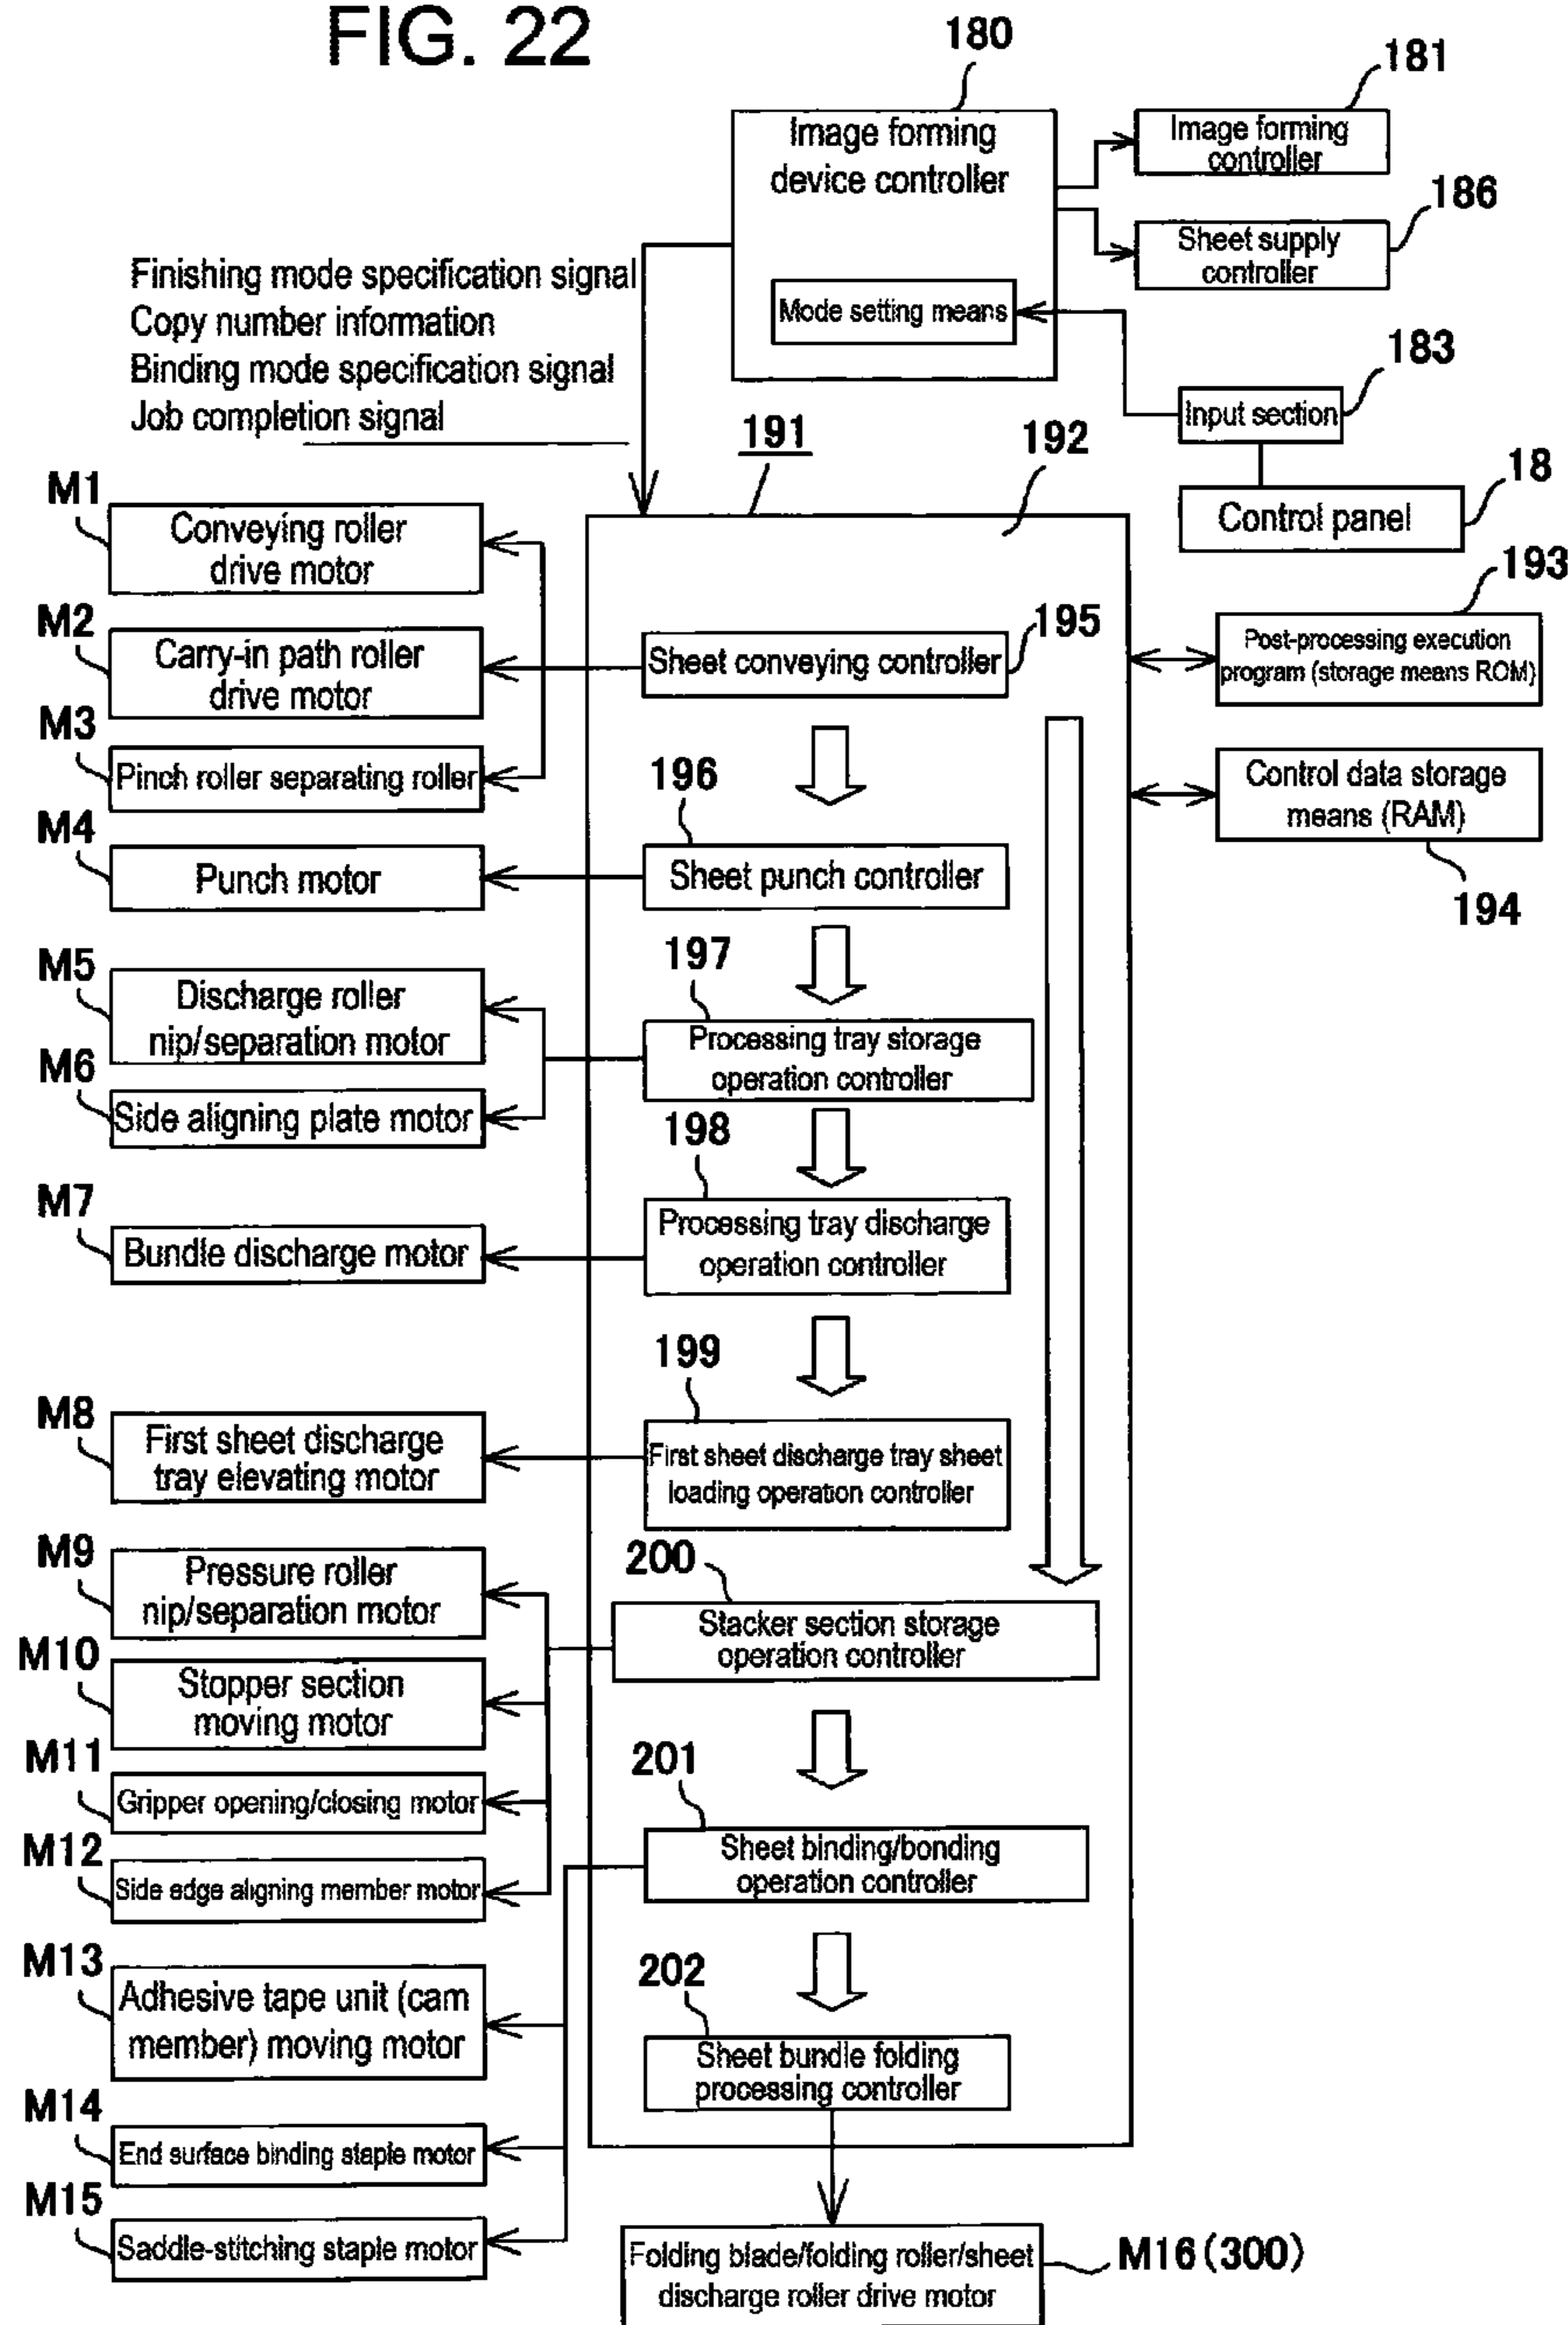 FIG. 22
180
181
Image forming
device controller
Image forming
controller
186
Sheet supply
controller
Finishing mode specification signal
Copy number information
Binding mode specification signal
Job completion signal
Mode setting means
183
Input section
191
192
18
Control panel
M1
Conveying roller
drive motor
193
Post-processing execution
program (storage means ROM)
M2
Carry-in path roller
drive motor
195
Sheet conveying controller
M3
Pinch roller separating roller
Control data storage
means (RAM)
194
196
M4
Punch motor
Sheet punch controller
197
M5
Discharge roller
nip/separation motor
Processing tray storage
operation controller
M6
Side aligning plate motor
198
M7
Bundle discharge motor
Processing tray discharge
operation controller
199
M8
First sheet discharge
tray elevating motor
First sheet discharge tray sheet
loading operation controller
M9
Pressure roller
nip/separation motor
200
Stacker section storage
operation controller
M10
Stopper section
moving motor
M11
Gripper opening/closing motor
201
M12
Side edge aligning member motor
Sheet binding/bonding
operation controller
M13
Adhesive tape unit (cam
member) moving motor
202
Sheet bundle folding
processing controller
M14
End surface binding staple motor
M15
Saddle-stitching staple motor
Folding blade/folding roller/sheet
discharge roller drive motor
M16(300)